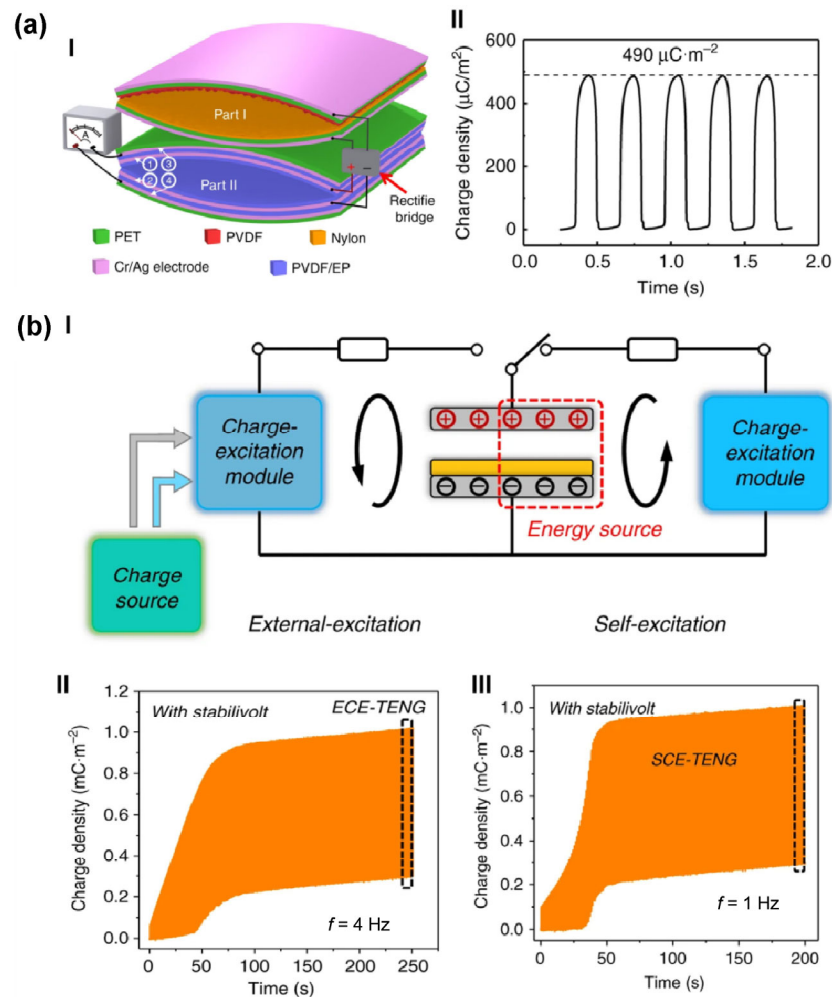 (a)
I
Part I
A
① ③
② ④
Part II
+ −
Rectifie
bridge
PET
PVDF
Nylon
Cr/Ag electrode
PVDF/EP
II
Charge density (μC/m²)
600
400
200
0
490 μC·m⁻²
0.0 0.5 1.0 1.5 2.0
Time (s)
(b) I
Charge-
excitation
module
Charge
source
+ + + + +
− − − − −
Energy source
Charge-
excitation
module
External-excitation
Self-excitation
II
Charge density (mC·m⁻²)
1.2
1.0
0.8
0.6
0.4
0.2
0.0
With stabilivolt
ECE-TENG
f = 4 Hz
0 50 100 150 200 250
Time (s)
III
Charge density (mC·m⁻²)
1.0
0.8
0.6
0.4
0.2
0.0
With stabilivolt
SCE-TENG
f = 1 Hz
0 50 100 150 200
Time (s)